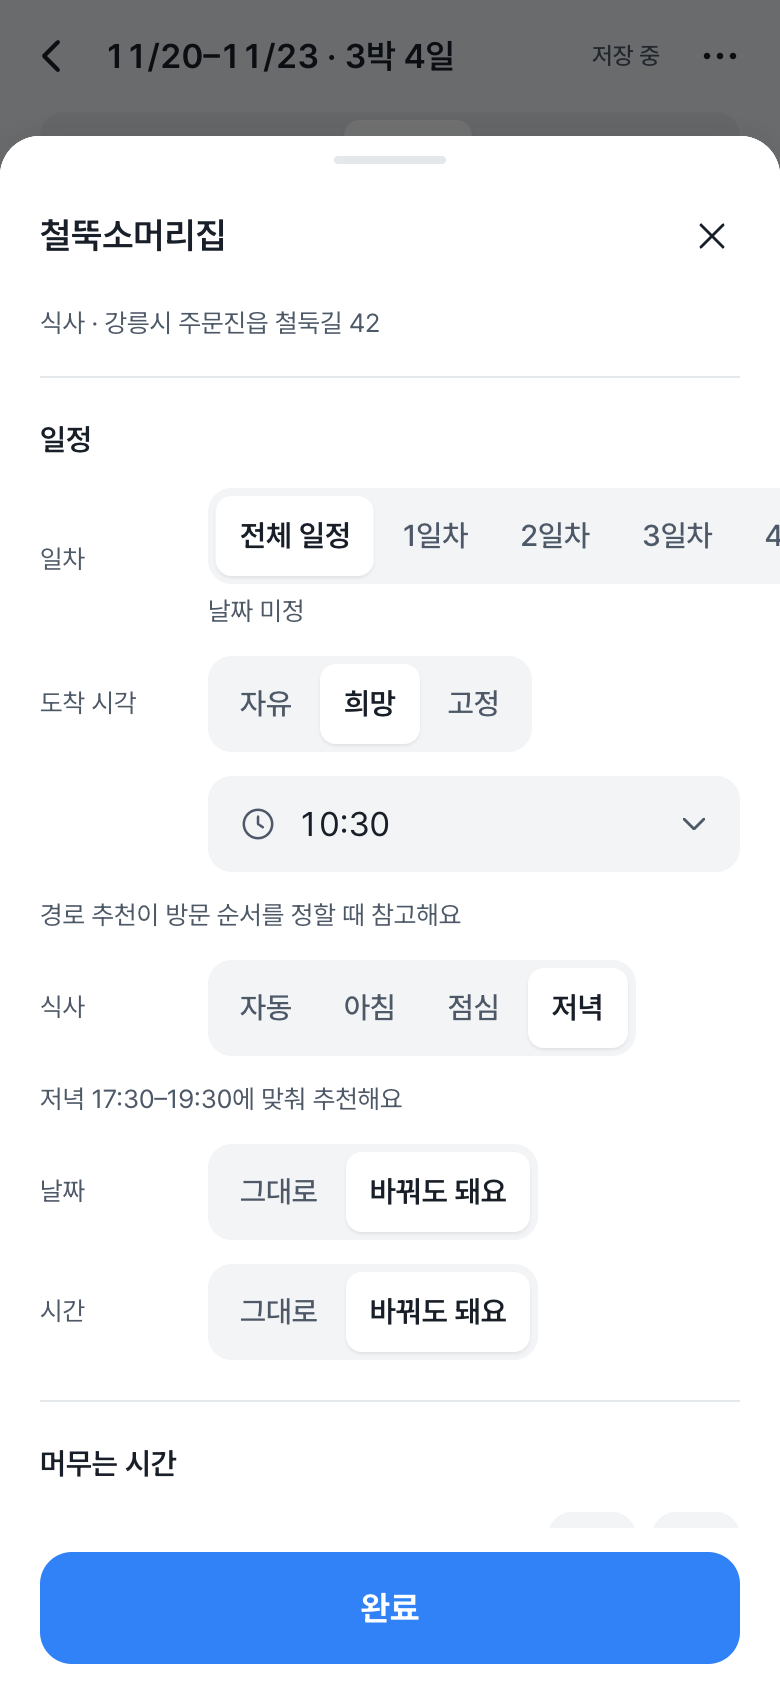 11/20–11/23 · 3박 4일 저장 중
철뚝소머리집
식사 · 강릉시 주문진읍 철둑길 42
일정
일차 전체 일정 1일차 2일차 3일차 4
날짜 미정
도착 시각 자유 희망 고정
10:30
경로 추천이 방문 순서를 정할 때 참고해요
식사 자동 아침 점심 저녁
저녁 17:30–19:30에 맞춰 추천해요
날짜 그대로 바꿔도 돼요
시간 그대로 바꿔도 돼요
머무는 시간
완료